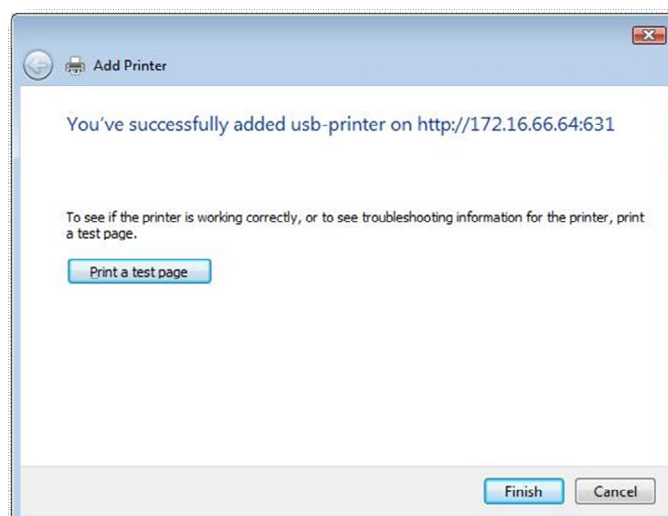 Add Printer
You've successfully added usb-printer on http://172.16.66.64:631
To see if the printer is working correctly, or to see troubleshooting information for the printer, print
a test page.
Print a test page
Finish Cancel